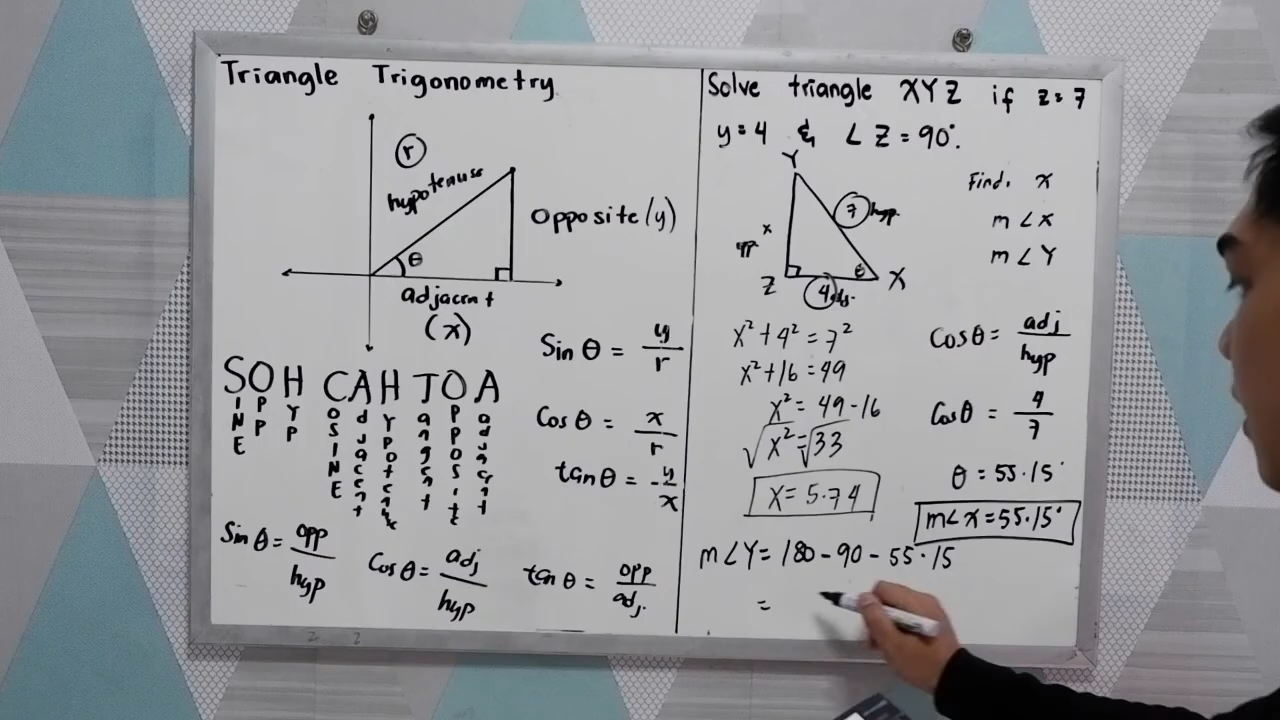 Triangle Trigonometry
r
hypotenuse
Opposite (y)
θ
adjacent
(x)
Sin θ = y/r
SOH CAH TOA
Cos θ = x/r
tan θ = y/x
Sin θ = opp/hyp
Cos θ = adj/hyp
tan θ = opp/adj.
Solve triangle XYZ if z = 7
y = 4 & ∠Z = 90°.
Y
7 hyp.
x
θ
Z
X
4 adj.
Find. x
m∠X
m∠Y
x² + 4² = 7²
x² + 16 = 49
x² = 49 - 16
√x² = √33
x = 5.74
Cos θ = adj/hyp
Cos θ = 4/7
θ = 55.15°
m∠X = 55.15°
m∠Y = 180 - 90 - 55.15
=